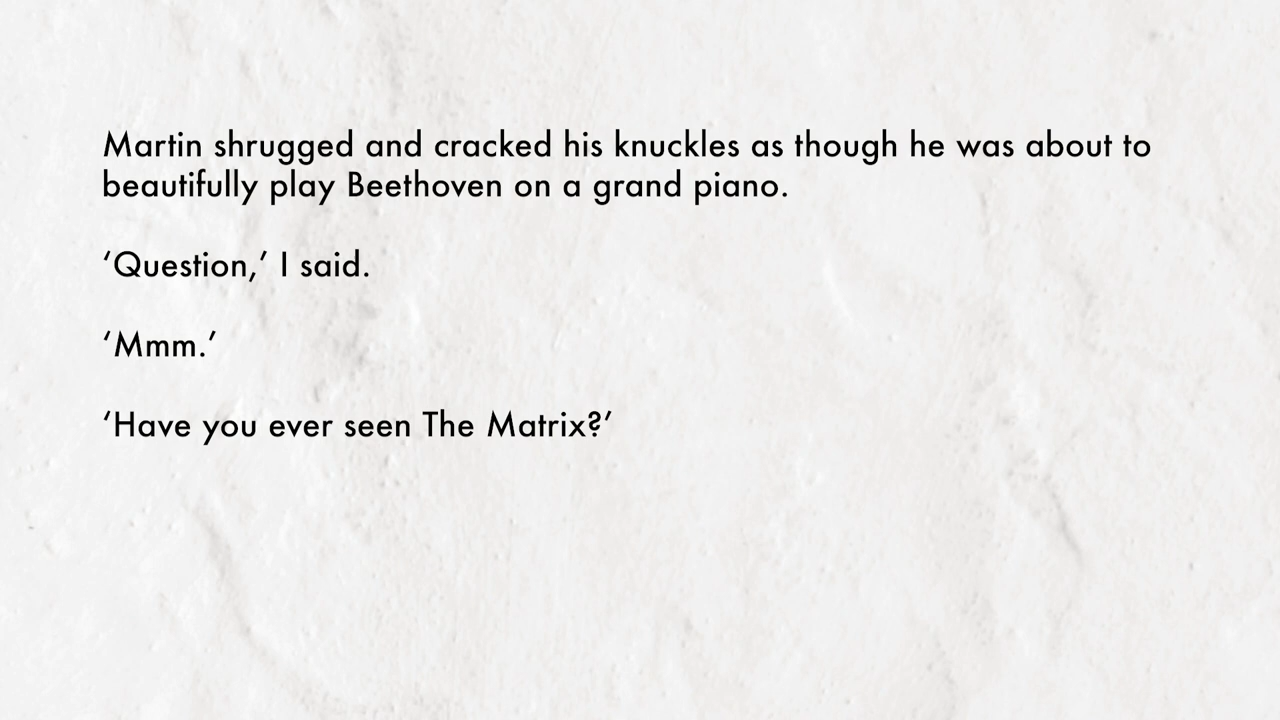 Martin shrugged and cracked his knuckles as though he was about to
beautifully play Beethoven on a grand piano.
‘Question,’ I said.
‘Mmm.’
‘Have you ever seen The Matrix?’